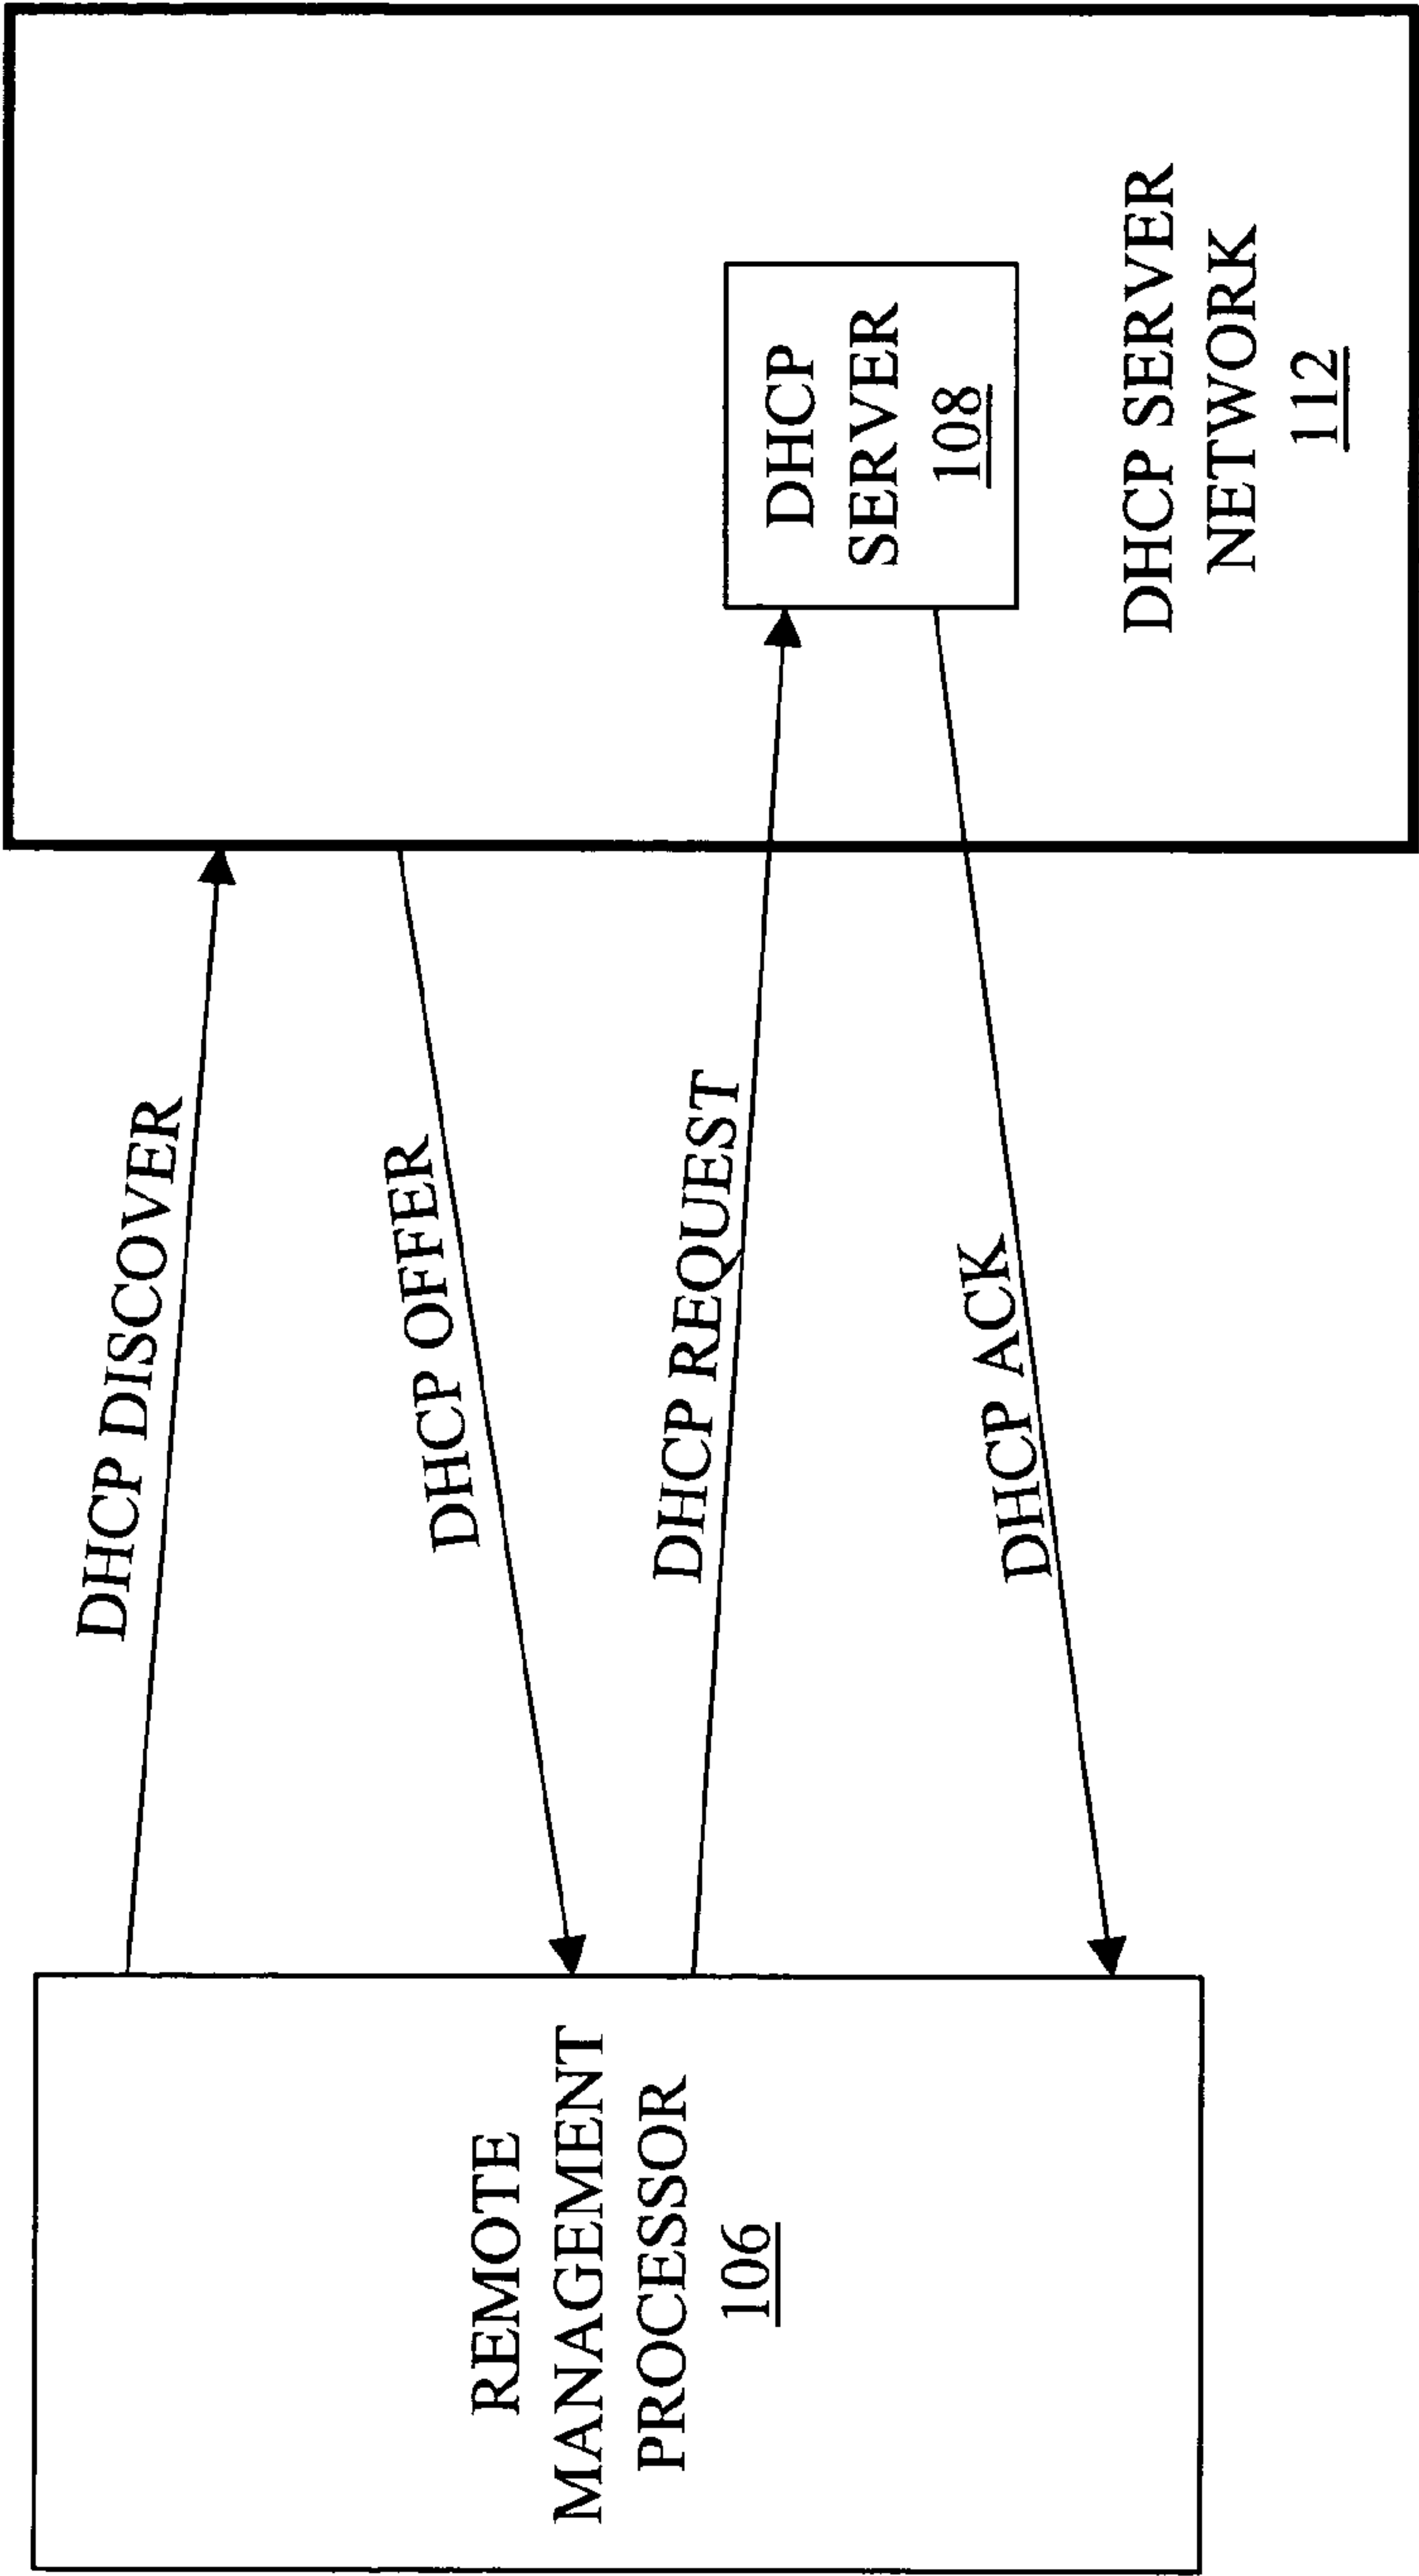 DHCP DISCOVER
DHCP OFFER
DHCP REQUEST
DHCP ACK
REMOTE
MANAGEMENT
PROCESSOR
106
DHCP
SERVER
108
DHCP SERVER
NETWORK
112